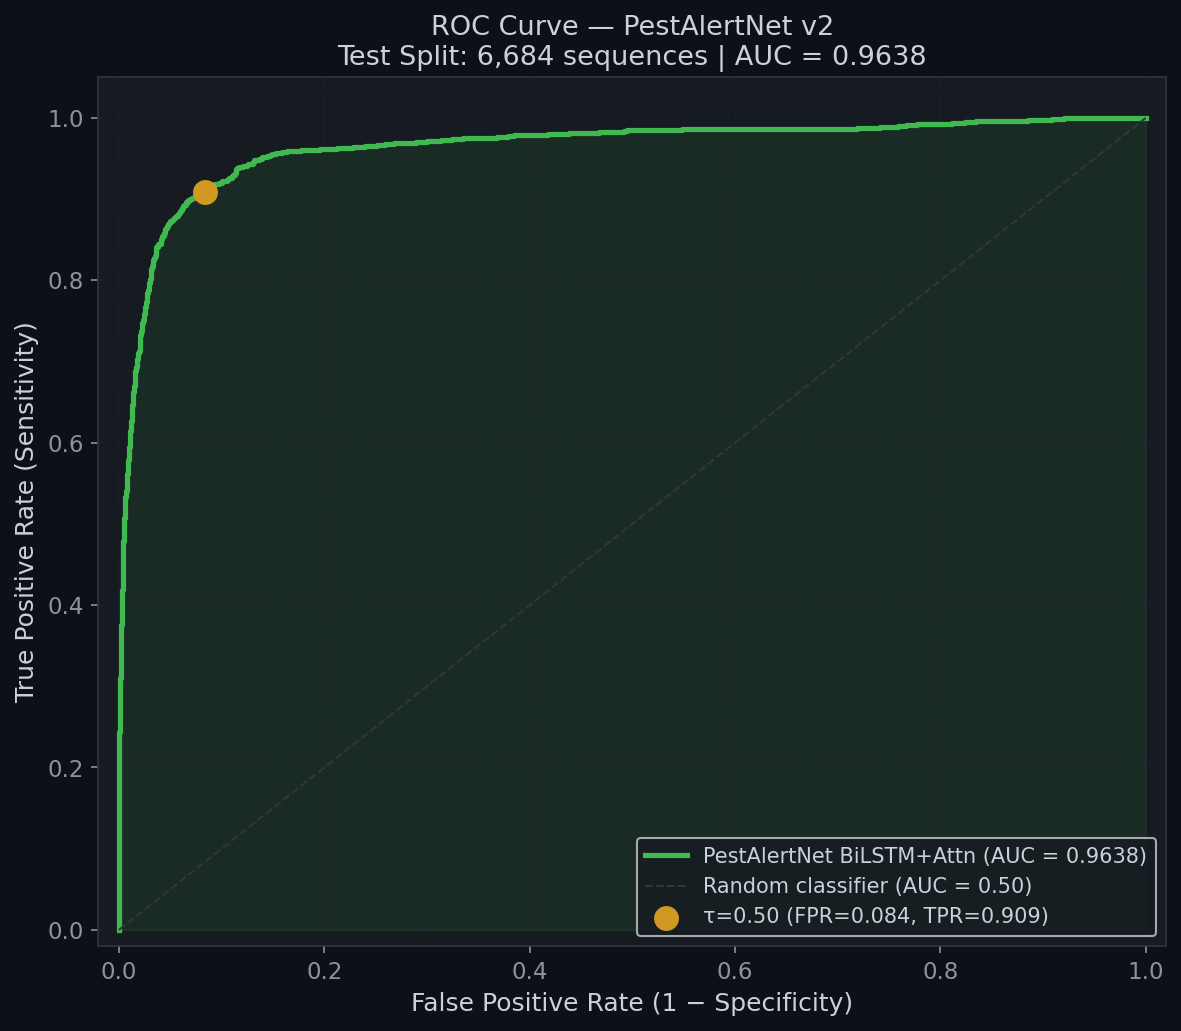 ROC Curve — PestAlertNet v2
Test Split: 6,684 sequences | AUC = 0.9638
True Positive Rate (Sensitivity)
1.0
0.8
0.6
0.4
0.2
0.0
PestAlertNet BiLSTM+Attn (AUC = 0.9638)
Random classifier (AUC = 0.50)
τ=0.50 (FPR=0.084, TPR=0.909)
0.0 0.2 0.4 0.6 0.8 1.0
False Positive Rate (1 − Specificity)